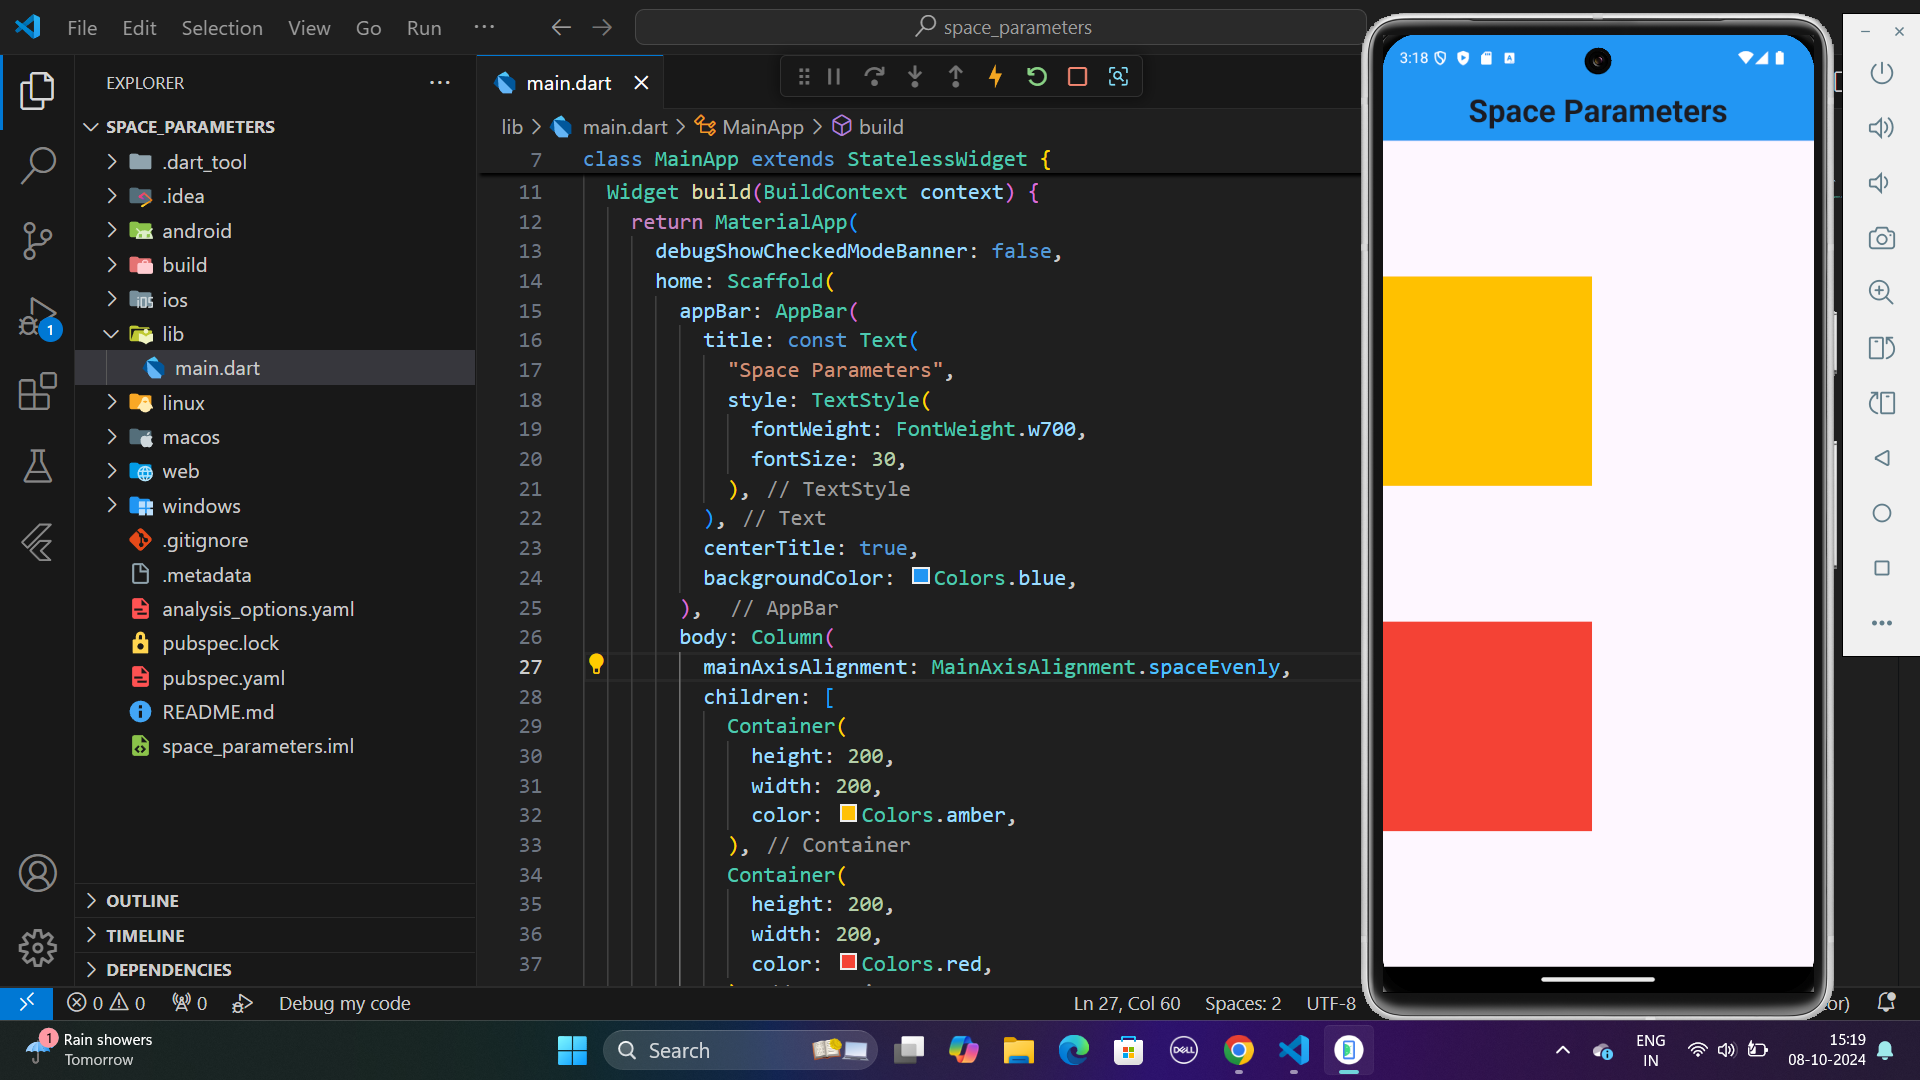 File Edit Selection View Go Run ···
space_parameters
EXPLORER
SPACE_PARAMETERS
.dart_tool
.idea
android
build
ios
lib
main.dart
linux
macos
web
windows
.gitignore
.metadata
analysis_options.yaml
pubspec.lock
pubspec.yaml
README.md
space_parameters.iml
OUTLINE
TIMELINE
DEPENDENCIES
1
main.dart
lib > main.dart > MainApp > build
7 class MainApp extends StatelessWidget {
11 Widget build(BuildContext context) {
12 return MaterialApp(
13 debugShowCheckedModeBanner: false,
14 home: Scaffold(
15 appBar: AppBar(
16 title: const Text(
17 "Space Parameters",
18 style: TextStyle(
19 fontWeight: FontWeight.w700,
20 fontSize: 30,
21 ), // TextStyle
22 ), // Text
23 centerTitle: true,
24 backgroundColor: Colors.blue,
25 ), // AppBar
26 body: Column(
27 mainAxisAlignment: MainAxisAlignment.spaceEvenly,
28 children: [
29 Container(
30 height: 200,
31 width: 200,
32 color: Colors.amber,
33 ), // Container
34 Container(
35 height: 200,
36 width: 200,
37 color: Colors.red,
3:18
Space Parameters
0 0 0 Debug my code
Ln 27, Col 60 Spaces: 2 UTF-8
1
Rain showers
Tomorrow
Search
DELL
ENG
IN
15:19
08-10-2024